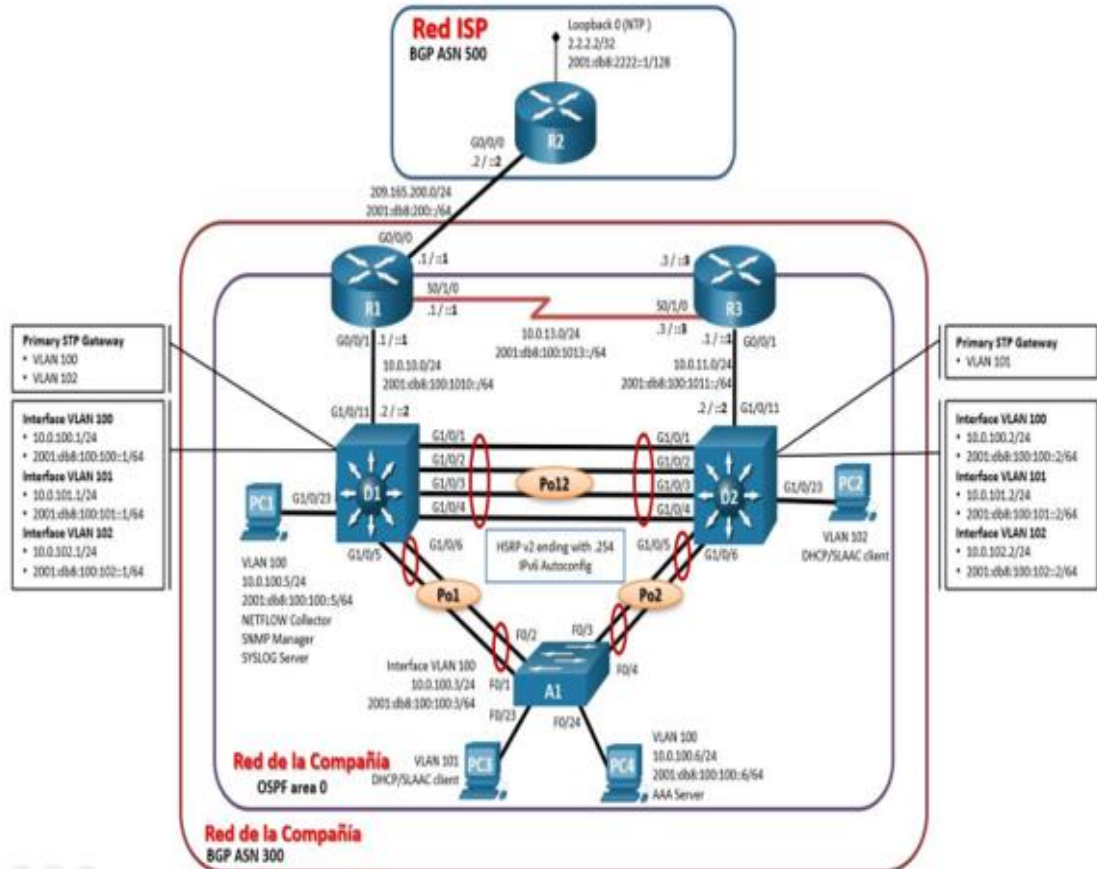 Red ISP
BGP ASN 500
Loopback 0 (NTP )
2.2.2.2/32
2001:db8:2222::1/128
R2
G0/0/0
.2 / ::2
209.165.200.0/24
2001:db8:200::/64
G0/0/0
.1 / ::1
R1
S0/1/0
.1 / ::1
.3 / ::3
R3
S0/1/0
.3 / ::3
10.0.13.0/24
2001:db8:100:1013::/64
G0/0/1
.1 / ::1
10.0.10.0/24
2001:db8:100:1010::/64
G1/0/11
.2 / ::2
.1 / ::1
G0/0/1
10.0.11.0/24
2001:db8:100:1011::/64
.2 / ::2
G1/0/11
Primary STP Gateway
• VLAN 100
• VLAN 102
Interface VLAN 100
• 10.0.100.1/24
• 2001:db8:100:100::1/64
Interface VLAN 101
• 10.0.101.1/24
• 2001:db8:100:101::1/64
Interface VLAN 102
• 10.0.102.1/24
• 2001:db8:100:102::1/64
Primary STP Gateway
• VLAN 101
Interface VLAN 100
• 10.0.100.2/24
• 2001:db8:100:100::2/64
Interface VLAN 101
• 10.0.101.2/24
• 2001:db8:100:101::2/64
Interface VLAN 102
• 10.0.102.2/24
• 2001:db8:100:102::2/64
D1
G1/0/1
G1/0/2
G1/0/3
G1/0/4
Po12
G1/0/1
G1/0/2
G1/0/3
G1/0/4
D2
PC1
G1/0/23
G1/0/23
PC2
VLAN 102
DHCP/SLAAC client
G1/0/5
G1/0/6
HSRP v2 ending with .254
IPv6 Autoconfig
G1/0/5
G1/0/6
VLAN 100
10.0.100.5/24
2001:db8:100:100::5/64
NETFLOW Collector
SNMP Manager
SYSLOG Server
Po1
Po2
F0/2
F0/3
F0/1
F0/4
Interface VLAN 100
10.0.100.3/24
2001:db8:100:100:3/64
A1
F0/23
F0/24
VLAN 101
DHCP/SLAAC client
PC3
PC4
VLAN 100
10.0.100.6/24
2001:db8:100:100::6/64
AAA Server
Red de la Compañía
OSPF area 0
Red de la Compañía
BGP ASN 300